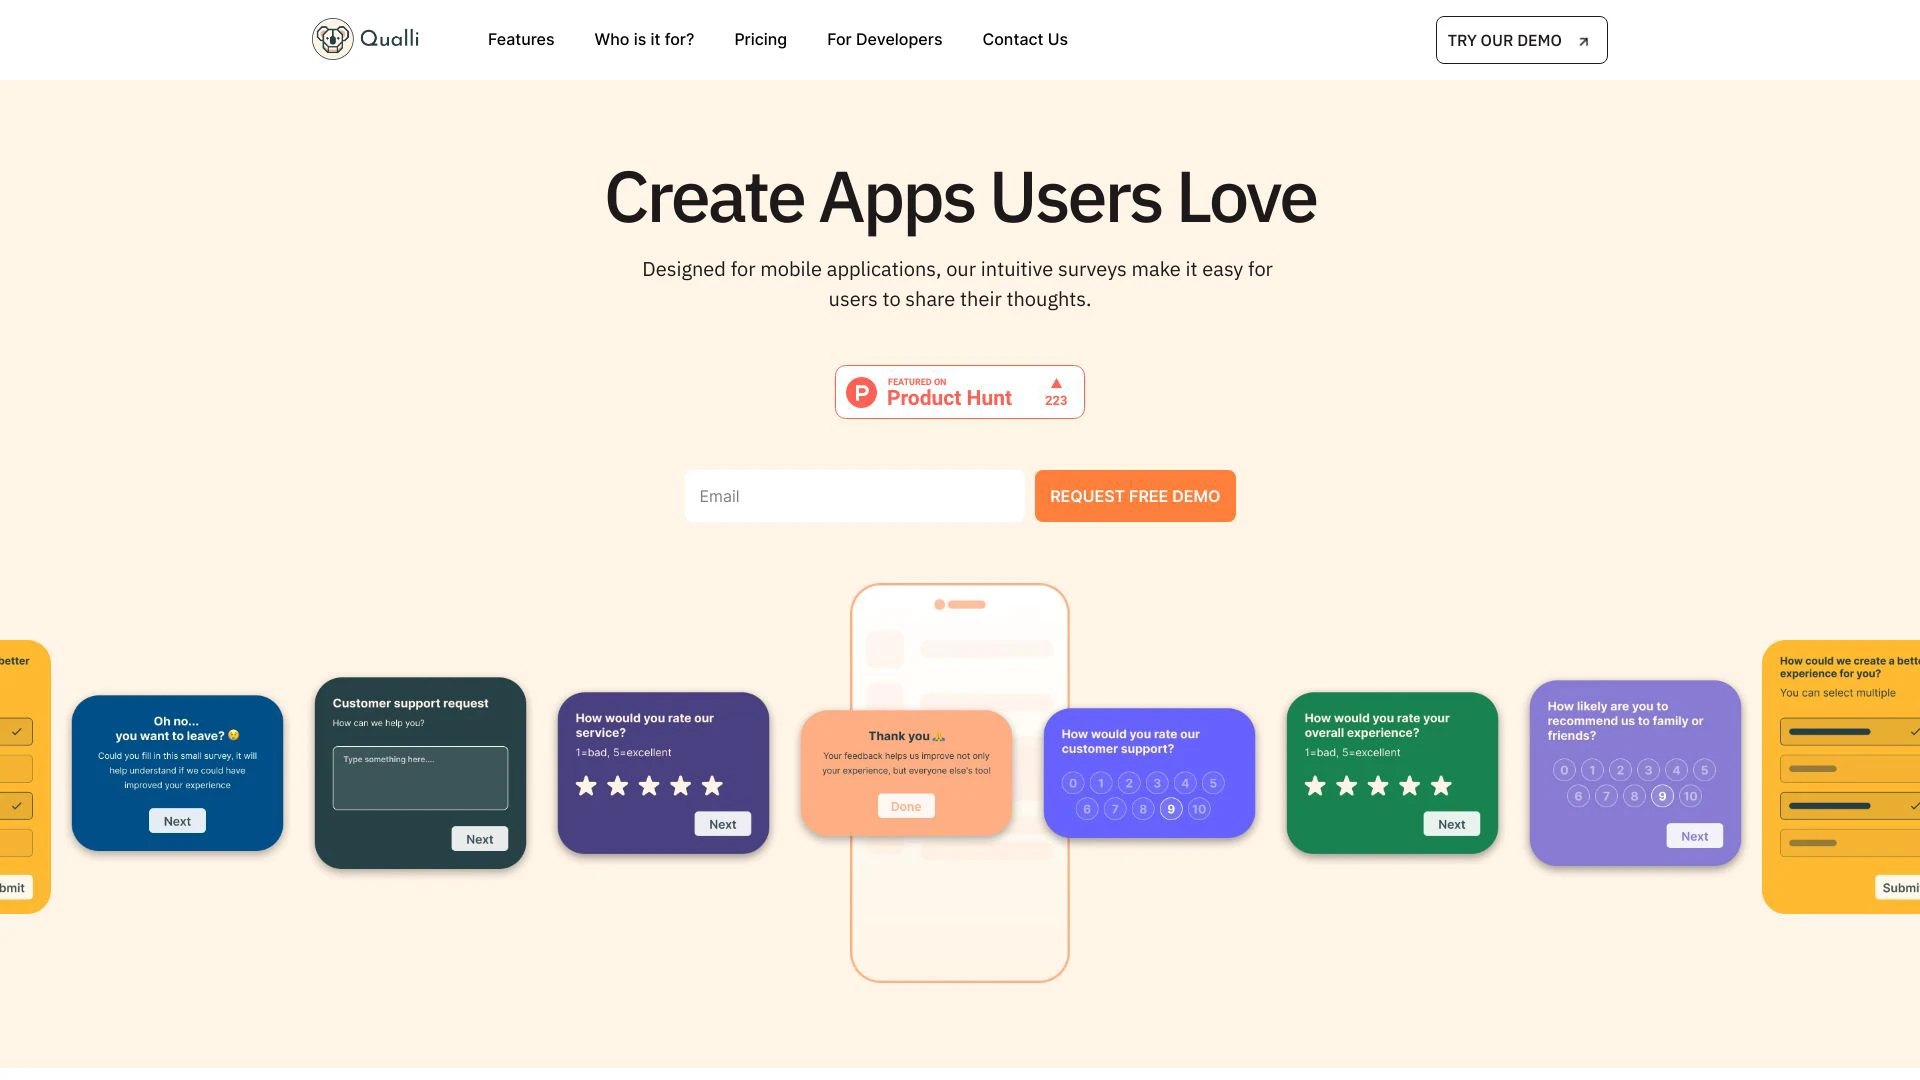 Qualli
Features
Who is it for?
Pricing
For Developers
Contact Us
TRY OUR DEMO
Create Apps Users Love
Designed for mobile applications, our intuitive surveys make it easy for
users to share their thoughts.
P
FEATURED ON
Product Hunt
223
Email
REQUEST FREE DEMO
better
bmit
Oh no...
you want to leave? 😢
Could you fill in this small survey, it will
help understand if we could have
improved your experience
Next
Customer support request
How can we help you?
Type something here....
Next
How would you rate our
service?
1=bad, 5=excellent
Next
Thank you 🙏
Your feedback helps us improve not only
your experience, but everyone else's too!
Done
How would you rate our
customer support?
0 1 2 3 4 5
6 7 8 9 10
How would you rate your
overall experience?
1=bad, 5=excellent
Next
How likely are you to
recommend us to family or
friends?
0 1 2 3 4 5
6 7 8 9 10
Next
How could we create a bett
experience for you?
You can select multiple
Submi